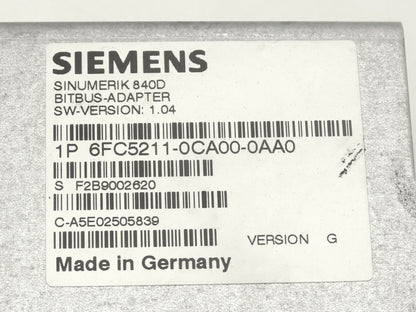 SIEMENS
SINUMERIK 840D
BITBUS-ADAPTER
SW-VERSION: 1.04
1P 6FC5211-0CA00-0AA0
S F2B9002620
C-A5E02505839
VERSION G
Made in Germany